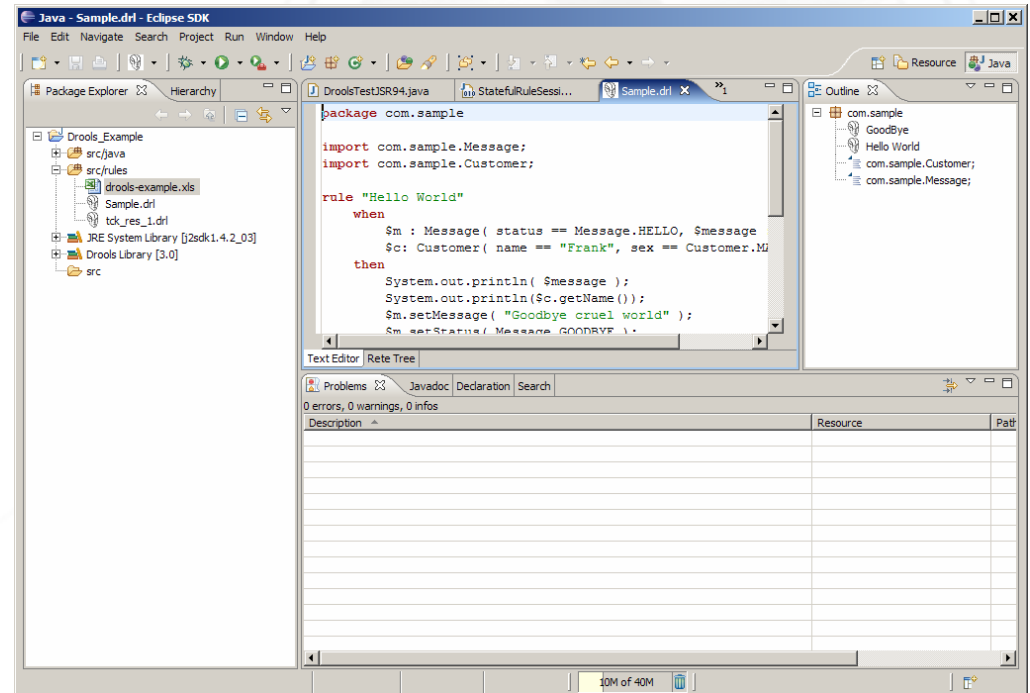 Java - Sample.drl - Eclipse SDK
File Edit Navigate Search Project Run Window Help
Resource Java
Package Explorer Hierarchy
Drools_Example
src/java
src/rules
drools-example.xls
Sample.drl
tck_res_1.drl
JRE System Library [j2sdk1.4.2_03]
Drools Library [3.0]
src
DroolsTestJSR94.java StatefulRuleSessi... Sample.drl »1
package com.sample
import com.sample.Message;
import com.sample.Customer;
rule "Hello World"
when
$m : Message( status == Message.HELLO, $message
$c: Customer( name == "Frank", sex == Customer.MA
then
System.out.println( $message );
System.out.println($c.getName());
$m.setMessage( "Goodbye cruel world" );
$m.setStatus( Message.GOODBYE );
Text Editor Rete Tree
Outline
com.sample
GoodBye
Hello World
com.sample.Customer;
com.sample.Message;
Problems Javadoc Declaration Search
0 errors, 0 warnings, 0 infos
Description Resource Path
10M of 40M